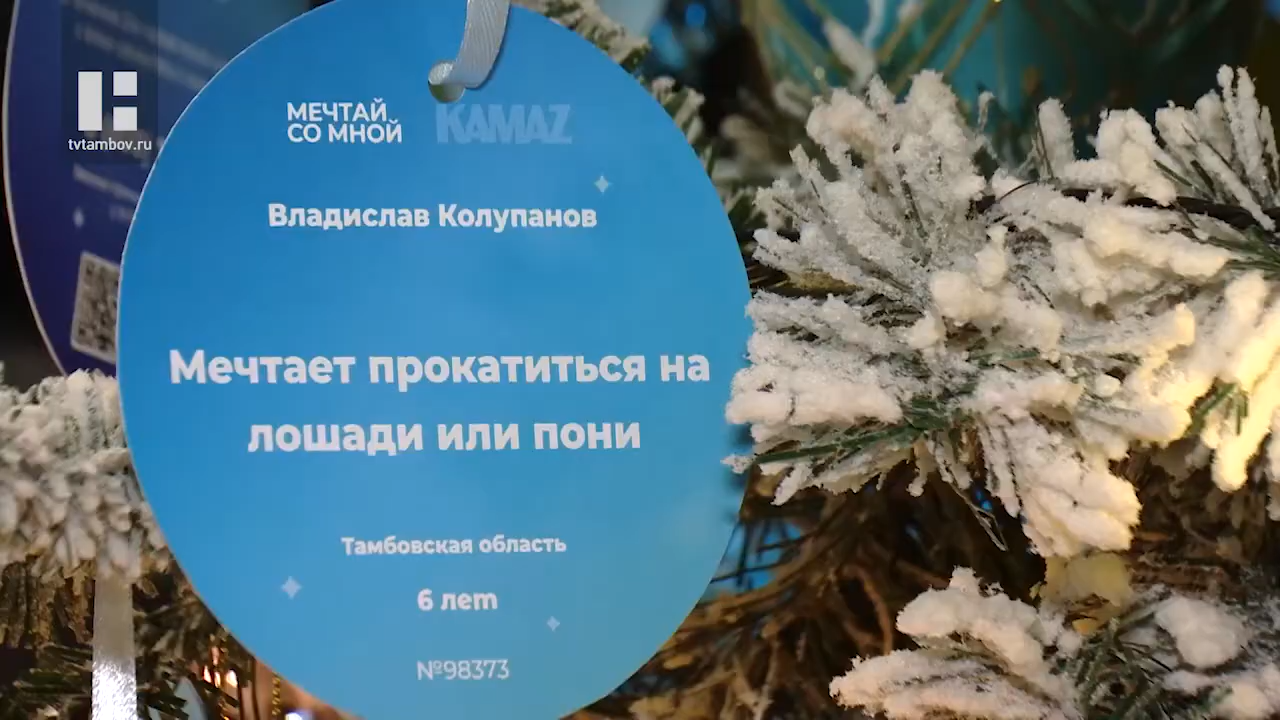 tvtambov.ru
МЕЧТАЙ
СО МНОЙ
KAMAZ
Владислав Колупанов
Мечтает прокатиться на
лошади или пони
Тамбовская область
6 лет
№98373